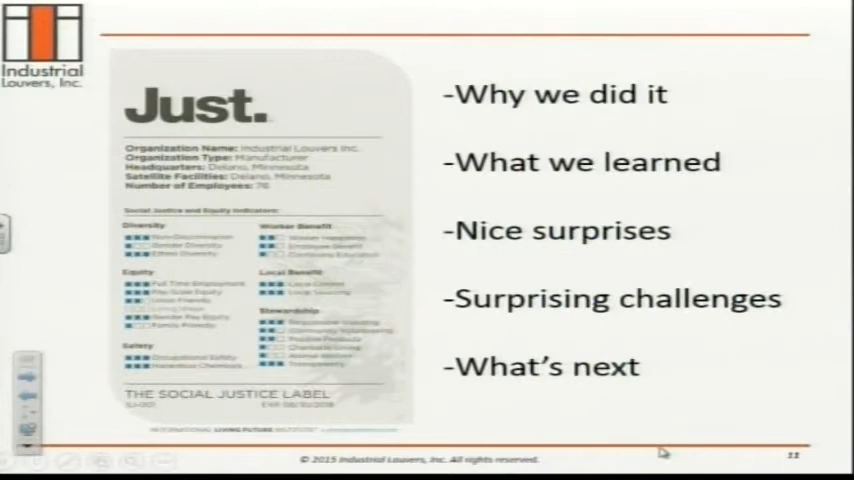 Industrial
Louvers, Inc.
Just.
Organization Name: Industrial Louvers Inc.
Organization Type: Manufacturer
Headquarters: Delano, Minnesota
Satellite Facilities: Delano, Minnesota
Number of Employees: 76
Social Justice and Equity Indicators:
Diversity
Non-Discrimination
Gender Diversity
Ethnic Diversity
Equity
Full Time Employment
Pay-Scale Equity
Union Friendly
Living Wage
Gender Pay Equity
Family Friendly
Safety
Occupational Safety
Hazardous Chemicals
Worker Benefit
Worker Happiness
Employee Benefit
Continuing Education
Local Benefit
Local Control
Local Sourcing
Stewardship
Responsible Investing
Community Volunteering
Positive Products
Charitable Giving
Animal Welfare
Transparency
THE SOCIAL JUSTICE LABEL
INTERNATIONAL LIVING FUTURE INSTITUTE
-Why we did it
-What we learned
-Nice surprises
-Surprising challenges
-What's next
© 2015 Industrial Louvers, Inc. All rights reserved.
11